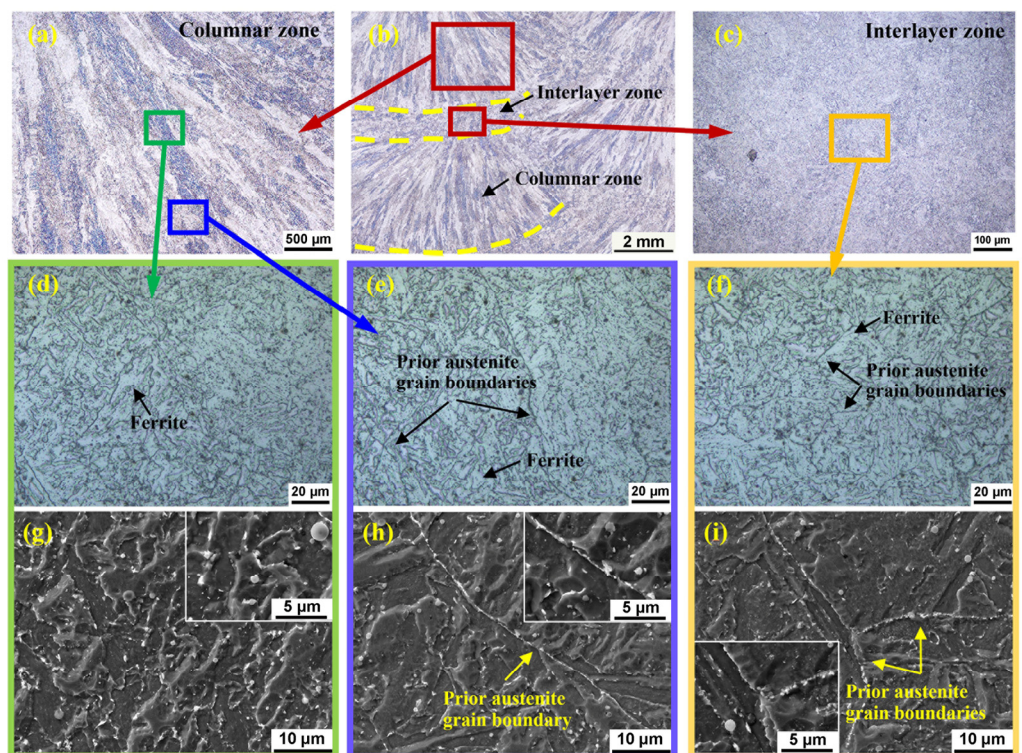 (a)
Columnar zone
500 μm
(b)
Interlayer zone
Columnar zone
2 mm
(c)
Interlayer zone
100 μm
(d)
Ferrite
20 μm
(e)
Prior austenite
grain boundaries
Ferrite
20 μm
(f)
Ferrite
Prior austenite
grain boundaries
20 μm
(g)
5 μm
10 μm
(h)
5 μm
Prior austenite
grain boundary
10 μm
(i)
5 μm
Prior austenite
grain boundaries
10 μm